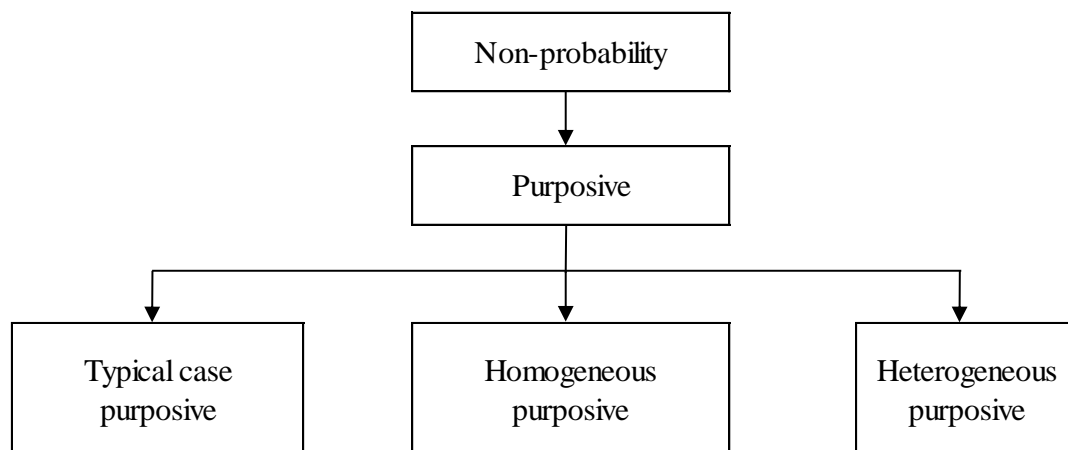 Non-probability
Purposive
Typical case
purposive
Homogeneous
purposive
Heterogeneous
purposive